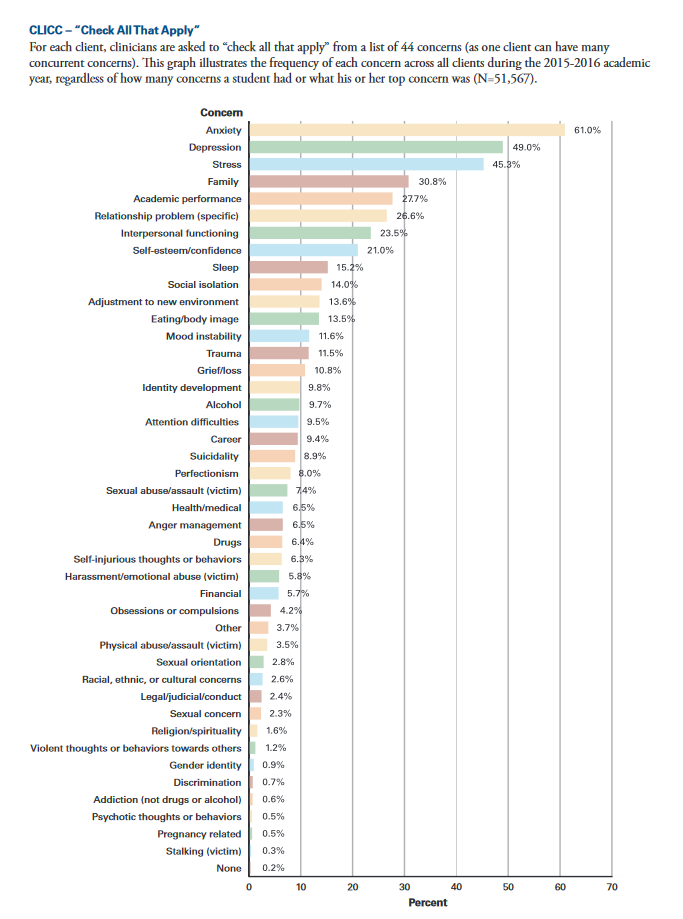 CLICC – “Check All That Apply”
For each client, clinicians are asked to “check all that apply” from a list of 44 concerns (as one client can have many
concurrent concerns). This graph illustrates the frequency of each concern across all clients during the 2015-2016 academic
year, regardless of how many concerns a student had or what his or her top concern was (N=51,567).
Concern
Anxiety 61.0%
Depression 49.0%
Stress 45.3%
Family 30.8%
Academic performance 27.7%
Relationship problem (specific) 26.6%
Interpersonal functioning 23.5%
Self-esteem/confidence 21.0%
Sleep 15.2%
Social isolation 14.0%
Adjustment to new environment 13.6%
Eating/body image 13.5%
Mood instability 11.6%
Trauma 11.5%
Grief/loss 10.8%
Identity development 9.8%
Alcohol 9.7%
Attention difficulties 9.5%
Career 9.4%
Suicidality 8.9%
Perfectionism 8.0%
Sexual abuse/assault (victim) 7.4%
Health/medical 6.5%
Anger management 6.5%
Drugs 6.4%
Self-injurious thoughts or behaviors 6.3%
Harassment/emotional abuse (victim) 5.8%
Financial 5.7%
Obsessions or compulsions 4.2%
Other 3.7%
Physical abuse/assault (victim) 3.5%
Sexual orientation 2.8%
Racial, ethnic, or cultural concerns 2.6%
Legal/judicial/conduct 2.4%
Sexual concern 2.3%
Religion/spirituality 1.6%
Violent thoughts or behaviors towards others 1.2%
Gender identity 0.9%
Discrimination 0.7%
Addiction (not drugs or alcohol) 0.6%
Psychotic thoughts or behaviors 0.5%
Pregnancy related 0.5%
Stalking (victim) 0.3%
None 0.2%
0 10 20 30 40 50 60 70
Percent